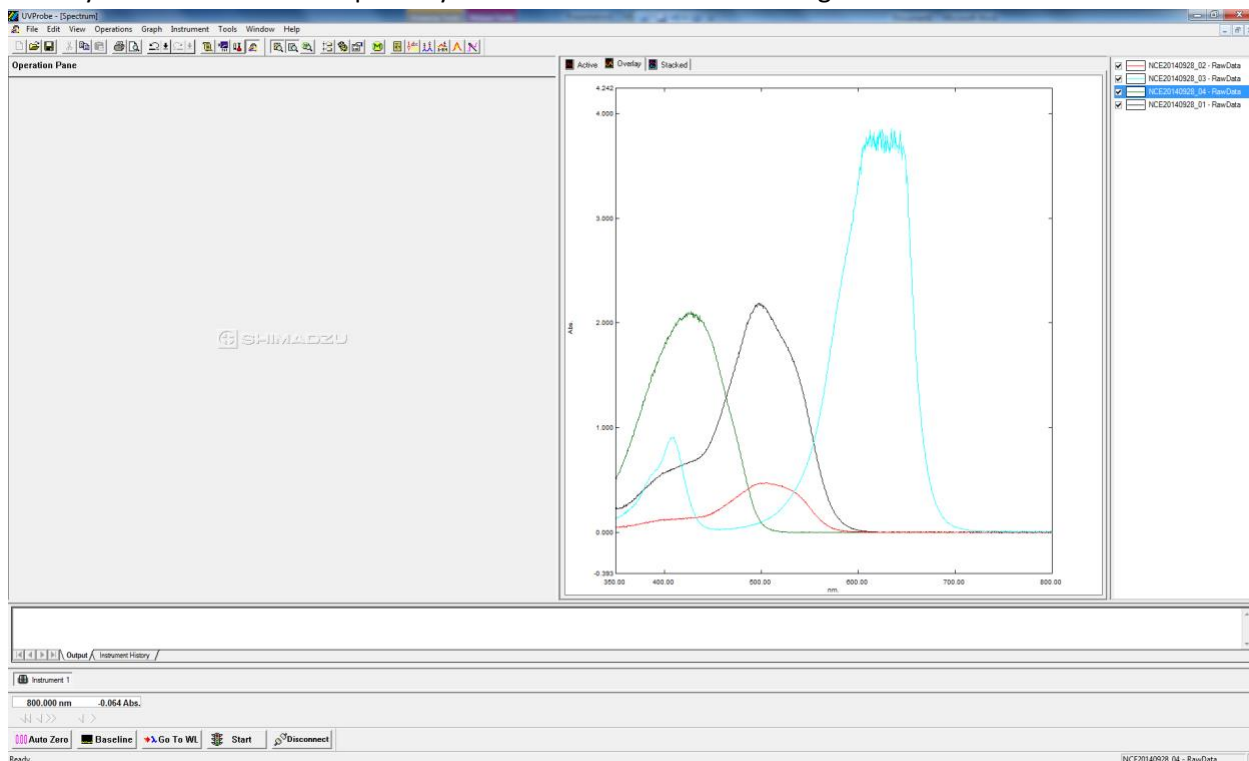 UVProbe - [Spectrum]
File Edit View Operations Graph Instrument Tools Window Help
Operation Pane
Active Overlay Stacked
NCE20140928_02 - RawData
NCE20140928_03 - RawData
NCE20140928_04 - RawData
NCE20140928_01 - RawData
4.242
4.000
3.000
Abs.
2.000
1.000
0.000
-0.393
350.00 400.00 500.00 600.00 700.00 800.00
nm.
SHIMADZU
Output Instrument History
Instrument 1
800.000 nm -0.064 Abs.
Auto Zero Baseline Go To WL Start Disconnect
Ready
NCE20140928_04 - RawData